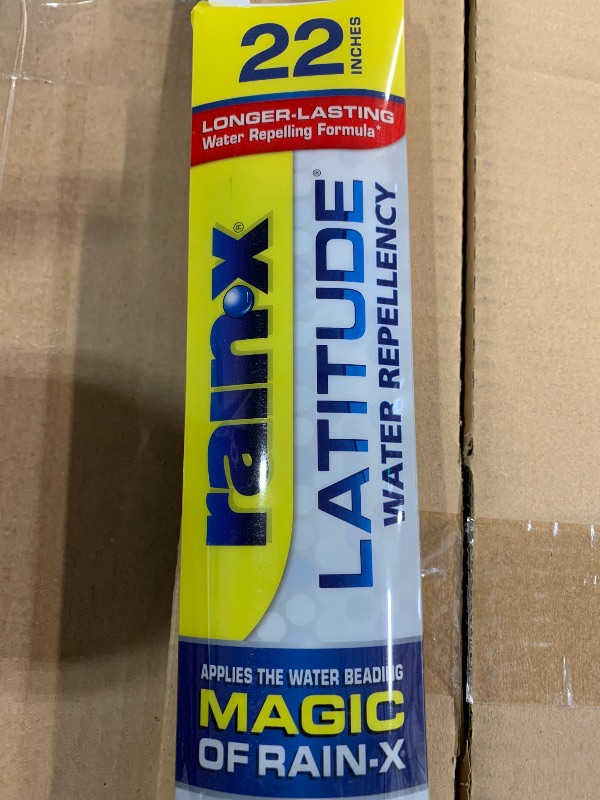 22 INCHES
LONGER-LASTING
Water Repelling Formula*
rain·x®
LATITUDE®
WATER REPELLENCY
APPLIES THE WATER BEADING
MAGIC
OF RAIN-X